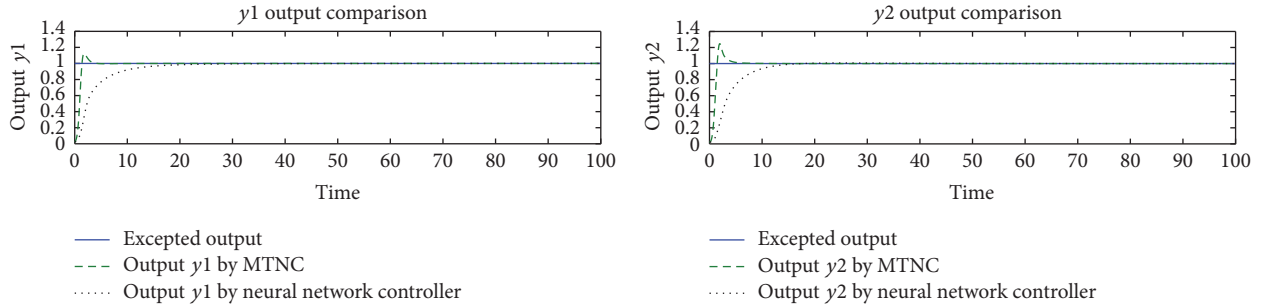 y1 output comparison
1.4
1.2
1
0.8
0.6
0.4
0.2
0
Output y1
0 10 20 30 40 50 60 70 80 90 100
Time
Excepted output
Output y1 by MTNC
Output y1 by neural network controller
y2 output comparison
1.4
1.2
1
0.8
0.6
0.4
0.2
0
Output y2
0 10 20 30 40 50 60 70 80 90 100
Time
Excepted output
Output y2 by MTNC
Output y2 by neural network controller